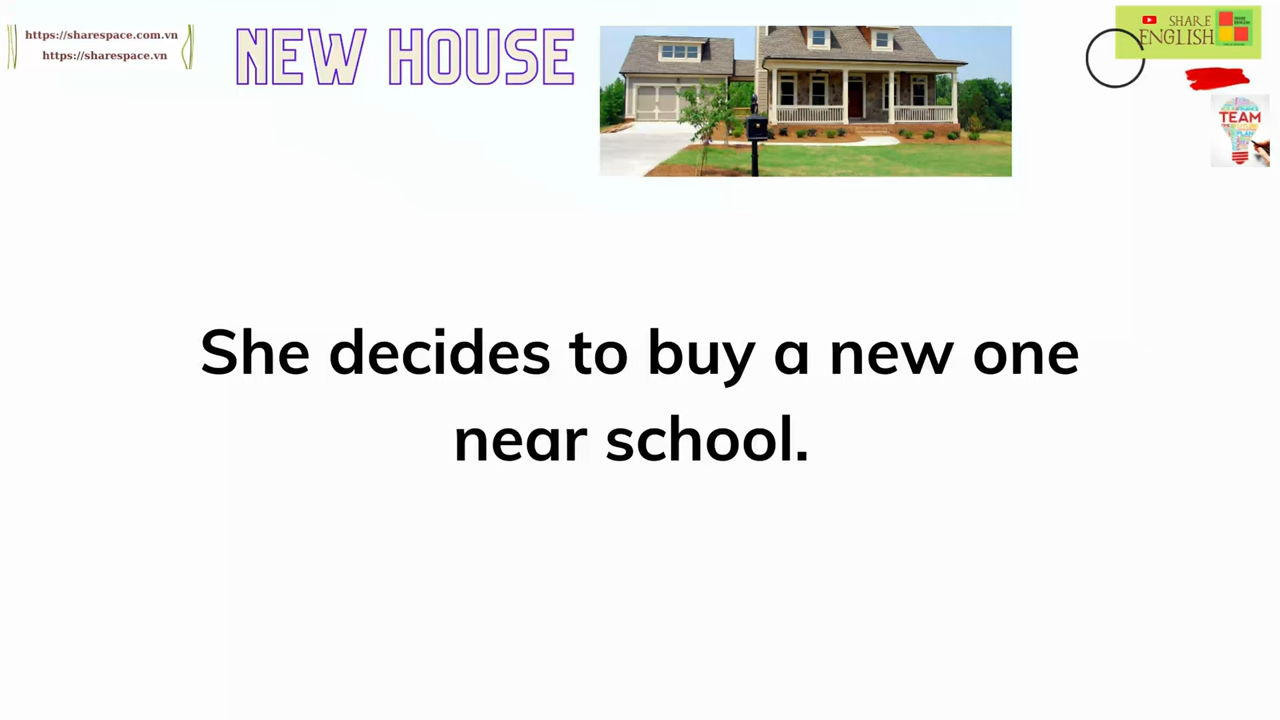 https://sharespace.com.vn
https://sharespace.vn
NEW HOUSE
SHARE
ENGLISH
TEAM
She decides to buy a new one
near school.